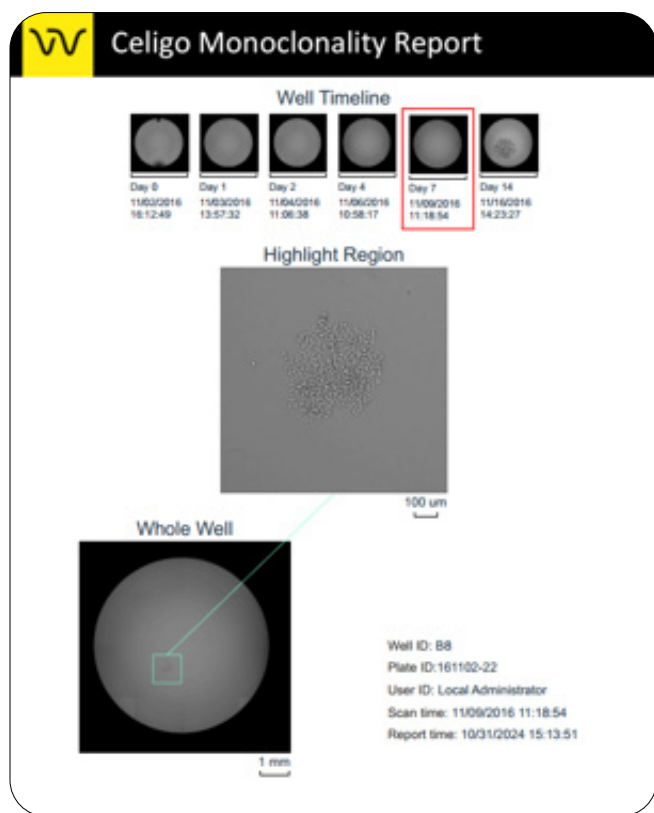 Celigo Monoclonality Report
Well Timeline
Day 0
11/02/2016
16:12:49
Day 1
11/03/2016
13:57:32
Day 2
11/04/2016
11:06:38
Day 4
11/06/2016
10:58:17
Day 7
11/09/2016
11:18:54
Day 14
11/16/2016
14:23:27
Highlight Region
100 um
Whole Well
1 mm
Well ID: B8
Plate ID:161102-22
User ID: Local Administrator
Scan time: 11/09/2016 11:18:54
Report time: 10/31/2024 15:13:51